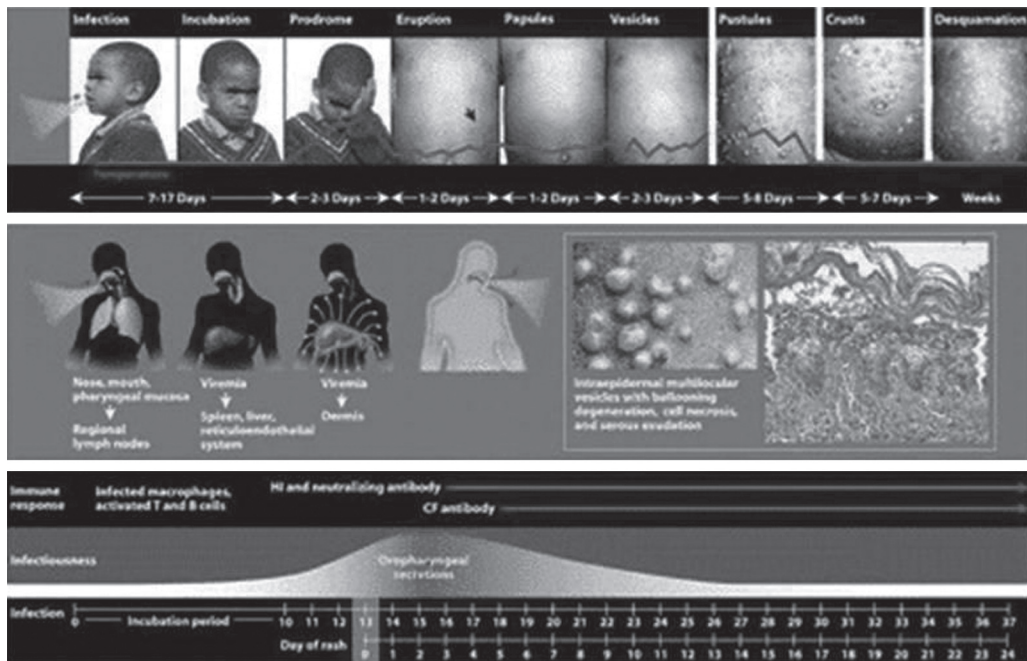 Infection Incubation Prodrome Eruption Papules Vesicles Pustules Crusts Desquamation
Temperature
7-17 Days 2-3 Days 1-2 Days 1-2 Days 2-3 Days 5-8 Days 5-7 Days Weeks
Nose, mouth,
pharyngeal mucosa
Regional
lymph nodes
Viremia
Spleen, liver,
reticuloendothelial
system
Viremia
Dermis
Intraepidermal multilocular
vesicles with ballooning
degeneration, cell necrosis,
and serous exudation
Immune
response
Infected macrophages,
activated T and B cells
HI and neutralizing antibody
CF antibody
Infectiousness
Oropharyngeal
secretions
Infection
0 Incubation period 10 11 12 13 14 15 16 17 18 19 20 21 22 23 24 25 26 27 28 29 30 31 32 33 34 35 36 37
Day of rash 0 1 2 3 4 5 6 7 8 9 10 11 12 13 14 15 16 17 18 19 20 21 22 23 24